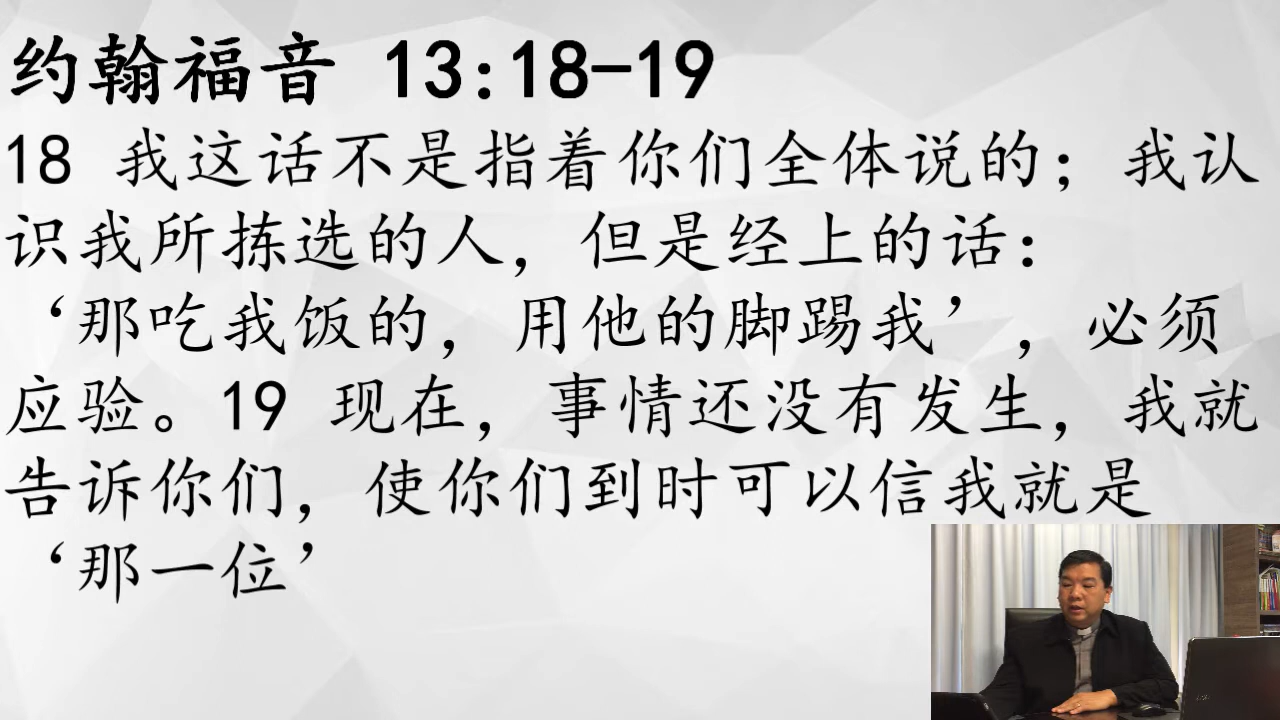 约翰福音 13:18-19
18 我这话不是指着你们全体说的；我认
识我所拣选的人，但是经上的话：
‘那吃我饭的，用他的脚踢我’，必须
应验。19 现在，事情还没有发生，我就
告诉你们，使你们到时可以信我就是
‘那一位’